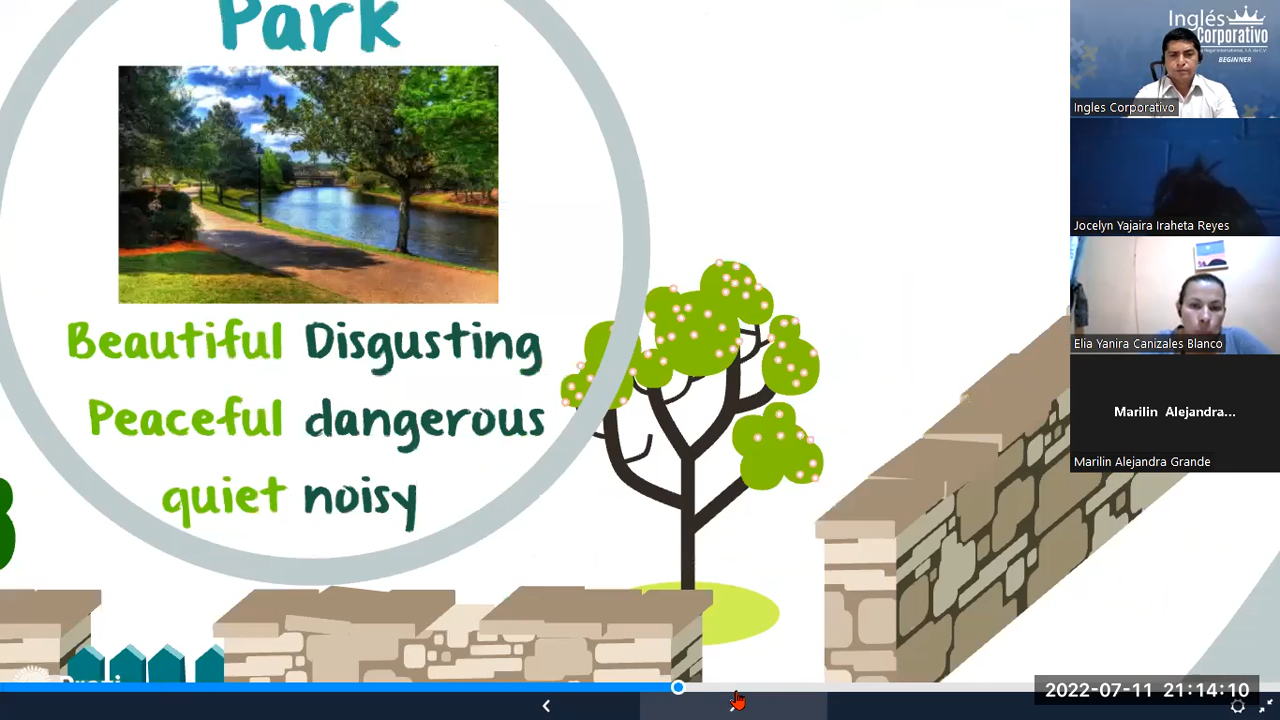 Park
Beautiful Disgusting
Peaceful dangerous
quiet noisy
Prezi
Inglés
Corporativo
BEGINNER
Ingles Corporativo
Jocelyn Yajaira Iraheta Reyes
Elia Yanira Canizales Blanco
Marilin Alejandra...
Marilin Alejandra Grande
2022-07-11 21:14:10